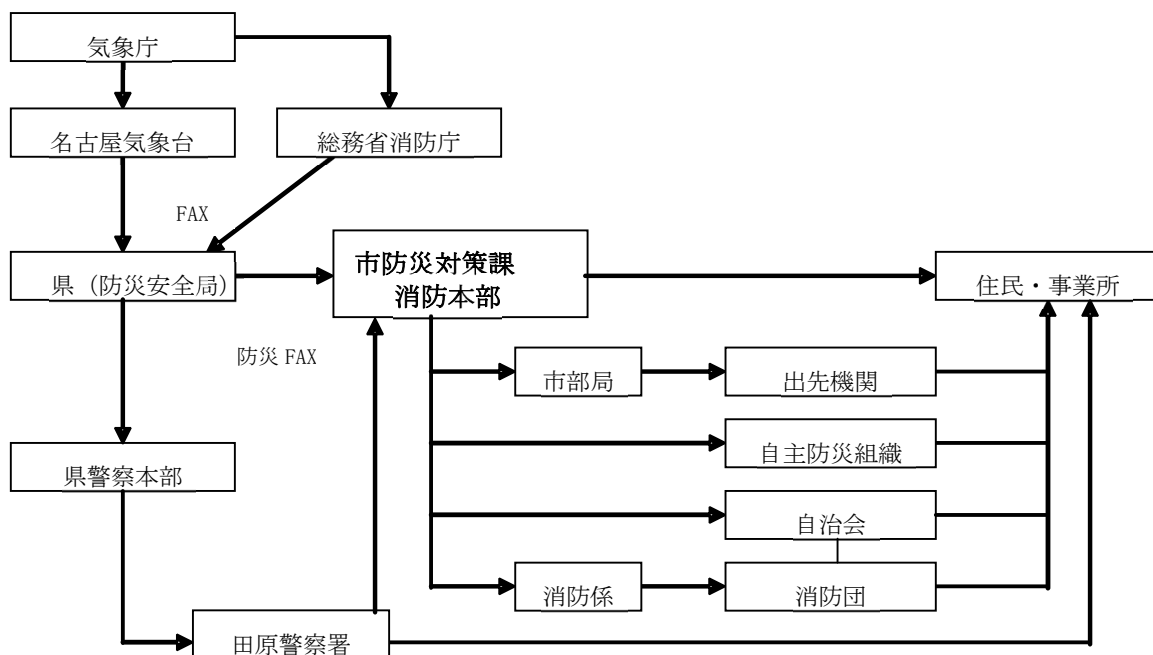 気象庁
名古屋気象台
総務省消防庁
FAX
県（防災安全局）
市防災対策課
消防本部
住民・事業所
防災 FAX
市部局
出先機関
自主防災組織
県警察本部
自治会
消防係
消防団
田原警察署